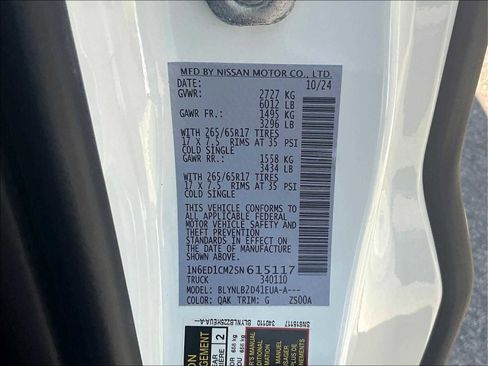 MFD BY NISSAN MOTOR CO., LTD.
DATE: 10/24
GVWR: 2727 KG
6012 LB
GAWR FR.: 1495 KG
3296 LB
WITH 265/65R17 TIRES
17 X 7.5 RIMS AT 35 PSI
COLD SINGLE
GAWR RR.: 1558 KG
3434 LB
WITH 265/65R17 TIRES
17 X 7.5 RIMS AT 35 PSI
COLD SINGLE
THIS VEHICLE CONFORMS TO
ALL APPLICABLE FEDERAL
MOTOR VEHICLE SAFETY AND
THEFT PREVENTION
STANDARDS IN EFFECT ON
THE DATE OF MANUFACTURE
SHOWN ABOVE.
1N6ED1CM2SN615117
TRUCK 340110
MODEL: BLYNLB2D41EUA-A---
COLOR: QAK TRIM: G ZS00A
SN615117 340110
2